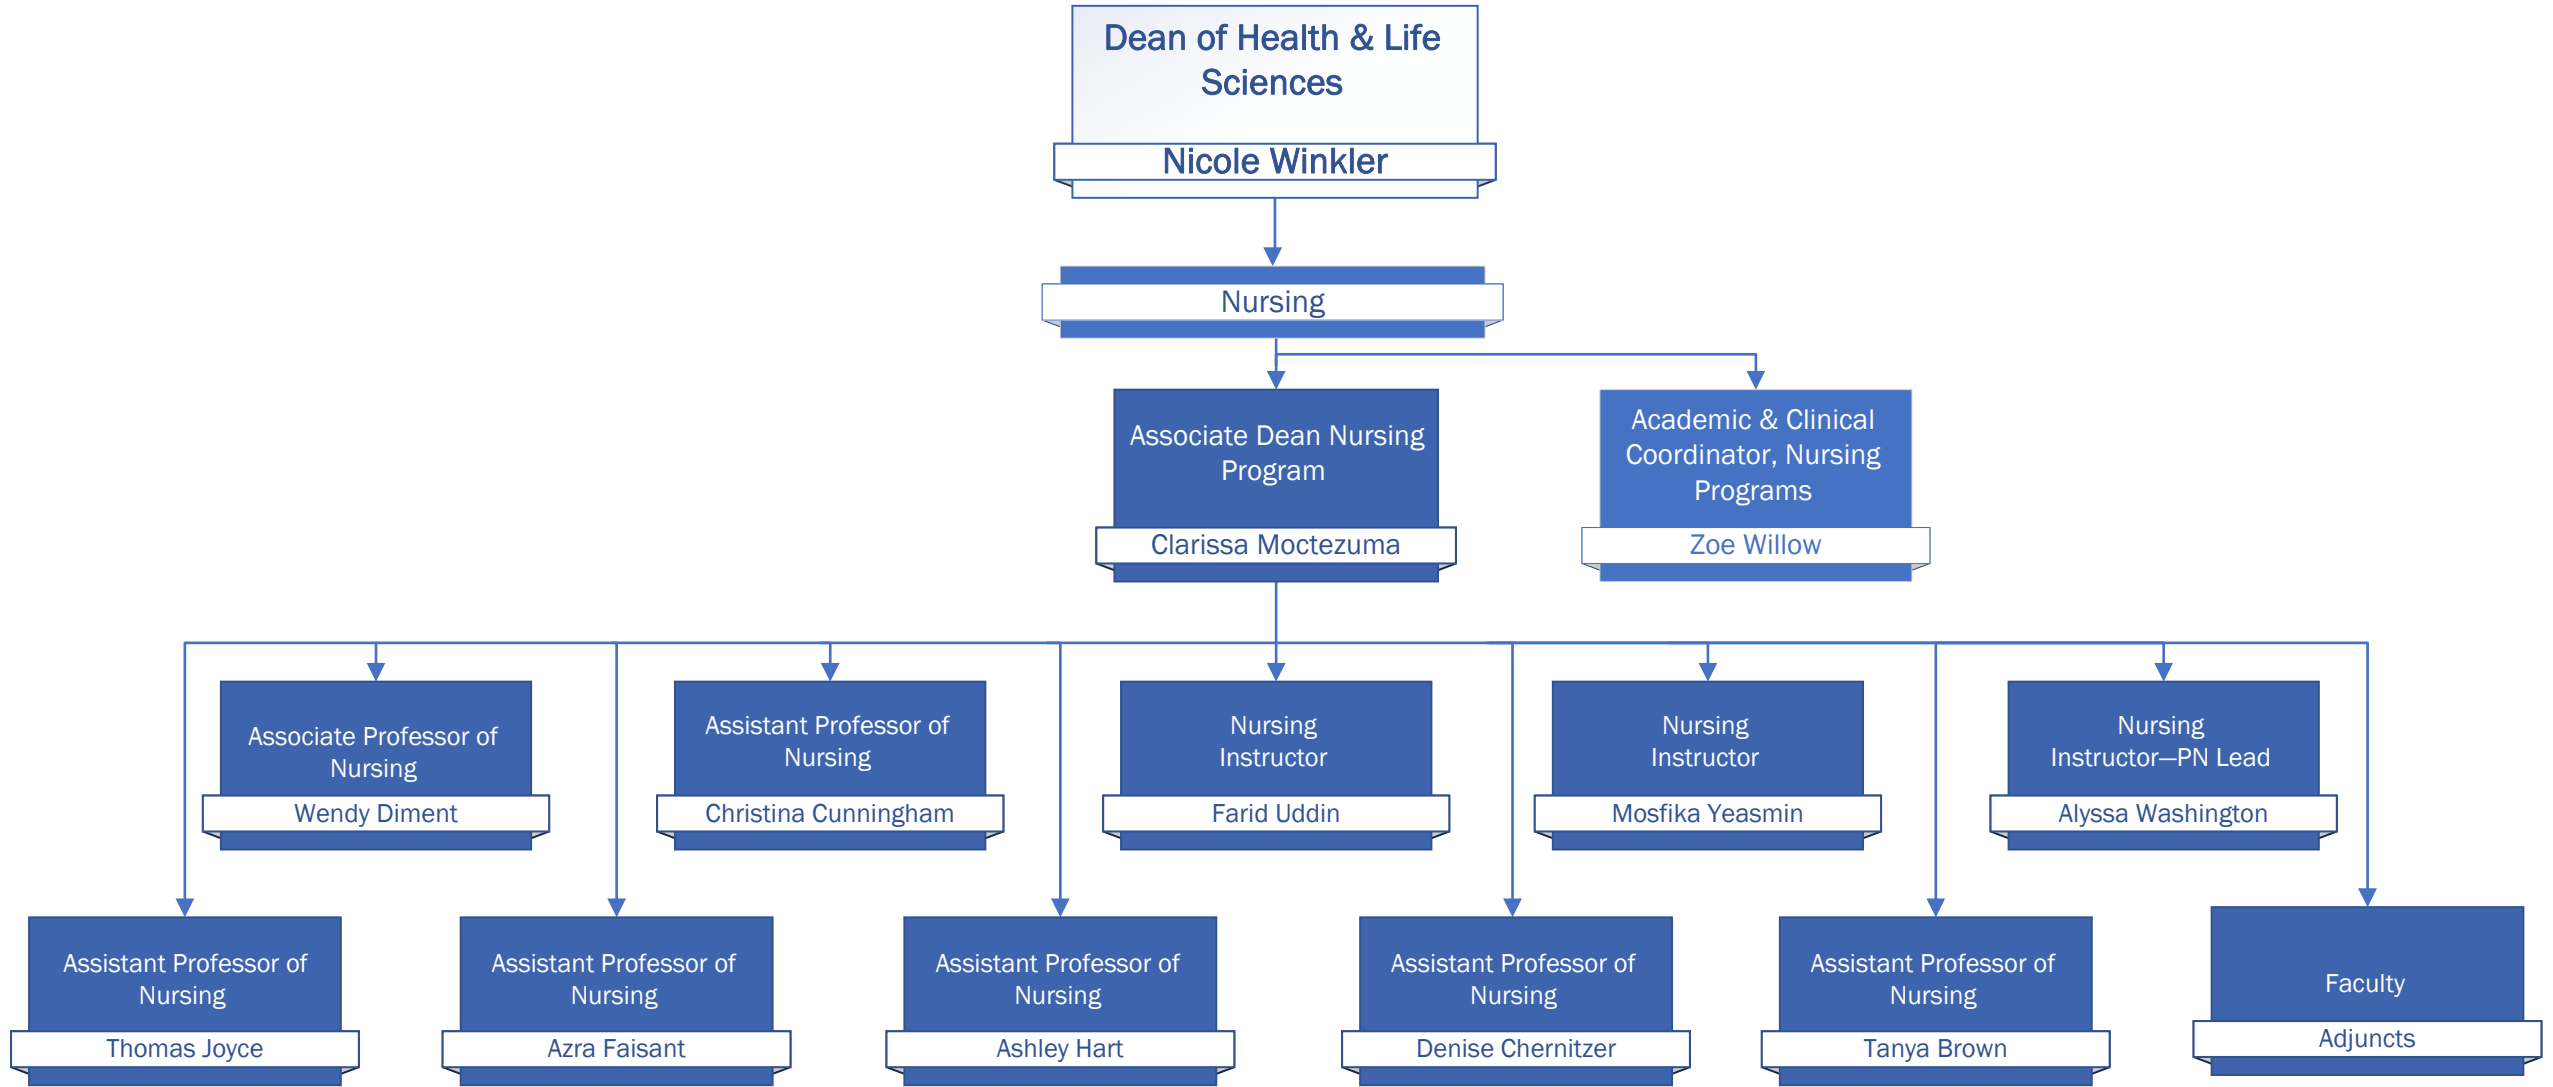 Dean of Health & Life
Sciences
Nicole Winkler
Nursing
Associate Dean Nursing
Program
Clarissa Moctezuma
Academic & Clinical
Coordinator, Nursing
Programs
Zoe Willow
Associate Professor of
Nursing
Wendy Diment
Assistant Professor of
Nursing
Christina Cunningham
Nursing
Instructor
Farid Uddin
Nursing
Instructor
Mosfika Yeasmin
Nursing
Instructor—PN Lead
Alyssa Washington
Assistant Professor of
Nursing
Thomas Joyce
Assistant Professor of
Nursing
Azra Faisant
Assistant Professor of
Nursing
Ashley Hart
Assistant Professor of
Nursing
Denise Chernitzer
Assistant Professor of
Nursing
Tanya Brown
Faculty
Adjuncts